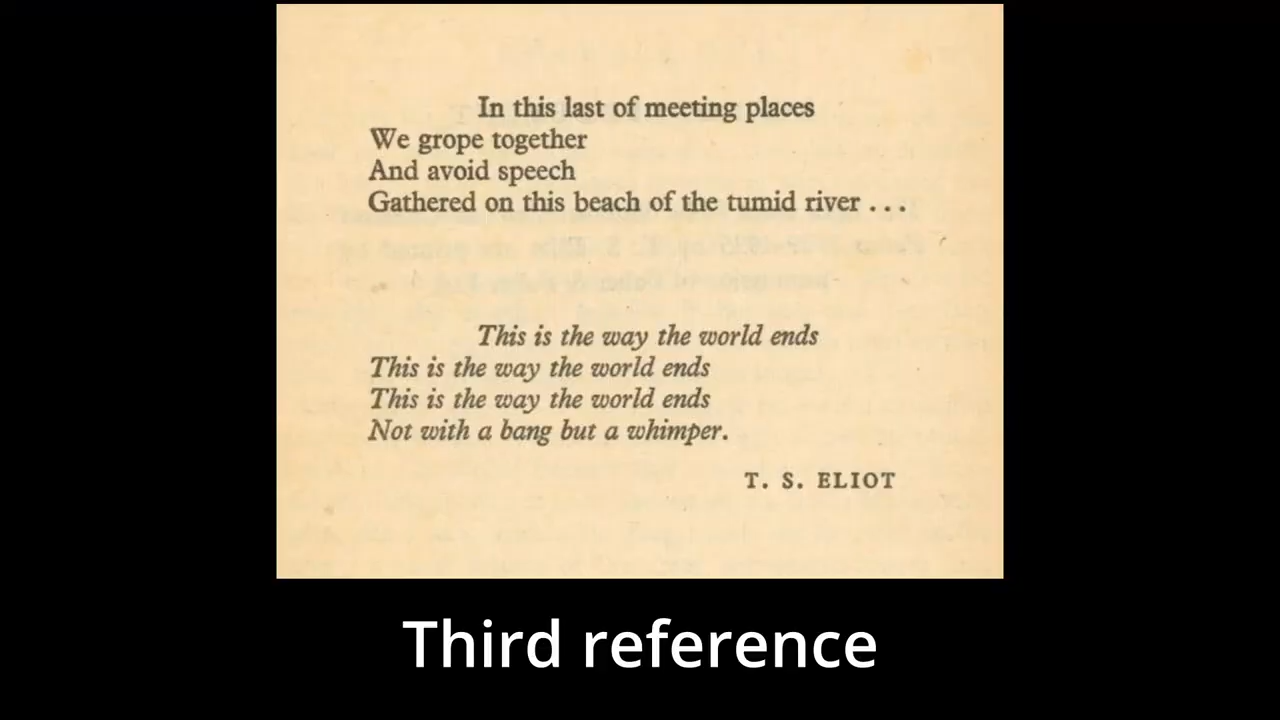 In this last of meeting places
We grope together
And avoid speech
Gathered on this beach of the tumid river . . .
This is the way the world ends
This is the way the world ends
This is the way the world ends
Not with a bang but a whimper.
T. S. ELIOT
Third reference